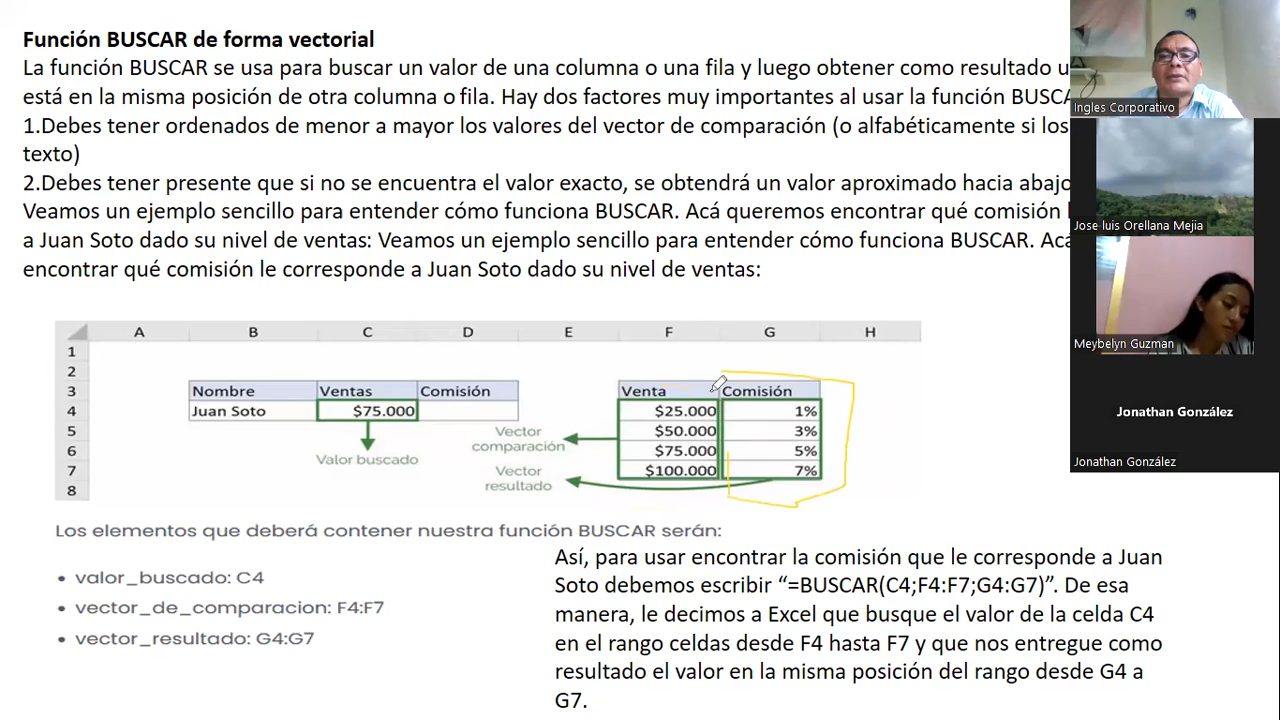 Función BUSCAR de forma vectorial
La función BUSCAR se usa para buscar un valor de una columna o una fila y luego obtener como resultado
está en la misma posición de otra columna o fila. Hay dos factores muy importantes al usar la función
1.Debes tener ordenados de menor a mayor los valores del vector de comparación (o alfabéticamente si los
texto)
2.Debes tener presente que si no se encuentra el valor exacto, se obtendrá un valor aproximado hacia abajo
Veamos un ejemplo sencillo para entender cómo funciona BUSCAR. Acá queremos encontrar qué comisión
a Juan Soto dado su nivel de ventas: Veamos un ejemplo sencillo para entender cómo funciona BUSCAR. Acá
encontrar qué comisión le corresponde a Juan Soto dado su nivel de ventas:
A B C D E F G H
1
2
3 Nombre Ventas Comisión Venta Comisión
4 Juan Soto $75.000 $25.000 1%
5 $50.000 3%
6 $75.000 5%
7 $100.000 7%
8
Vector
comparación
Valor buscado
Vector
resultado
Los elementos que deberá contener nuestra función BUSCAR serán:
• valor_buscado: C4
• vector_de_comparacion: F4:F7
• vector_resultado: G4:G7
Así, para usar encontrar la comisión que le corresponde a Juan
Soto debemos escribir “=BUSCAR(C4;F4:F7;G4:G7)”. De esa
manera, le decimos a Excel que busque el valor de la celda C4
en el rango celdas desde F4 hasta F7 y que nos entregue como
resultado el valor en la misma posición del rango desde G4 a
G7.
Ingles Corporativo
Jose luis Orellana Mejia
Meybelyn Guzman
Jonathan González
Jonathan González